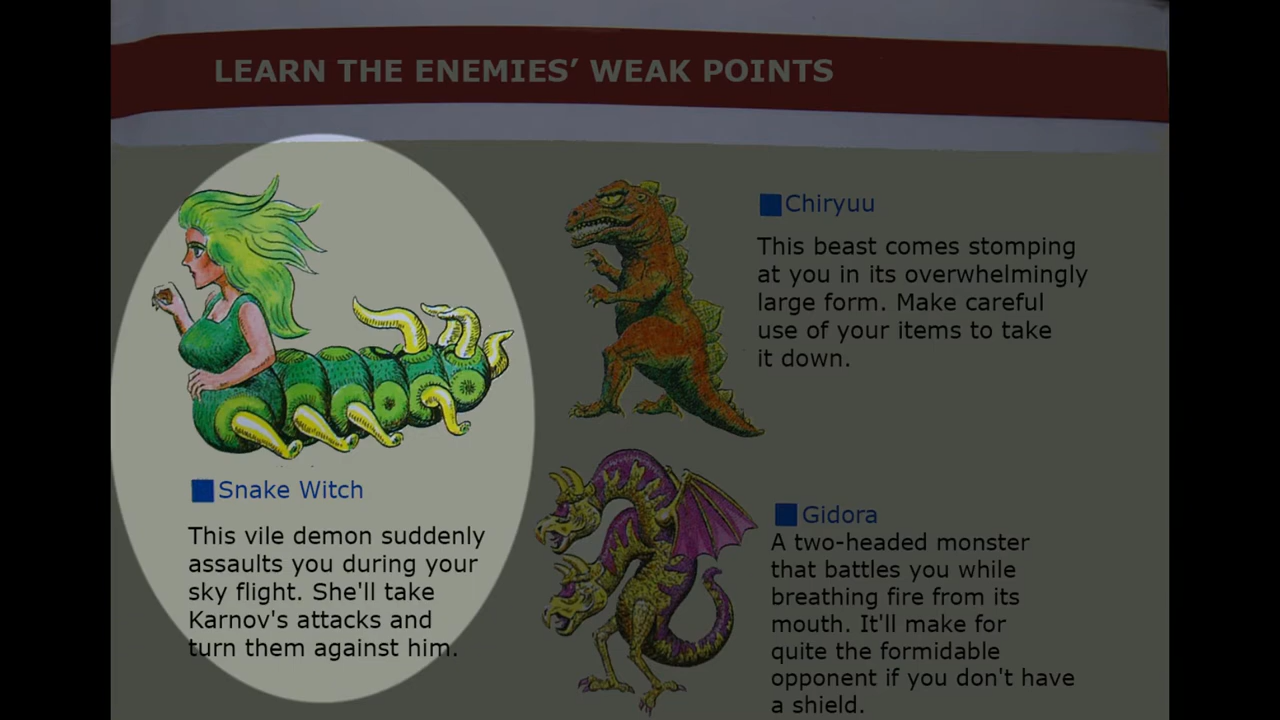 LEARN THE ENEMIES’ WEAK POINTS
Snake Witch
This vile demon suddenly
assaults you during your
sky flight. She'll take
Karnov's attacks and
turn them against him.
Chiryuu
This beast comes stomping
at you in its overwhelmingly
large form. Make careful
use of your items to take
it down.
Gidora
A two-headed monster
that battles you while
breathing fire from its
mouth. It'll make for
quite the formidable
opponent if you don't have
a shield.